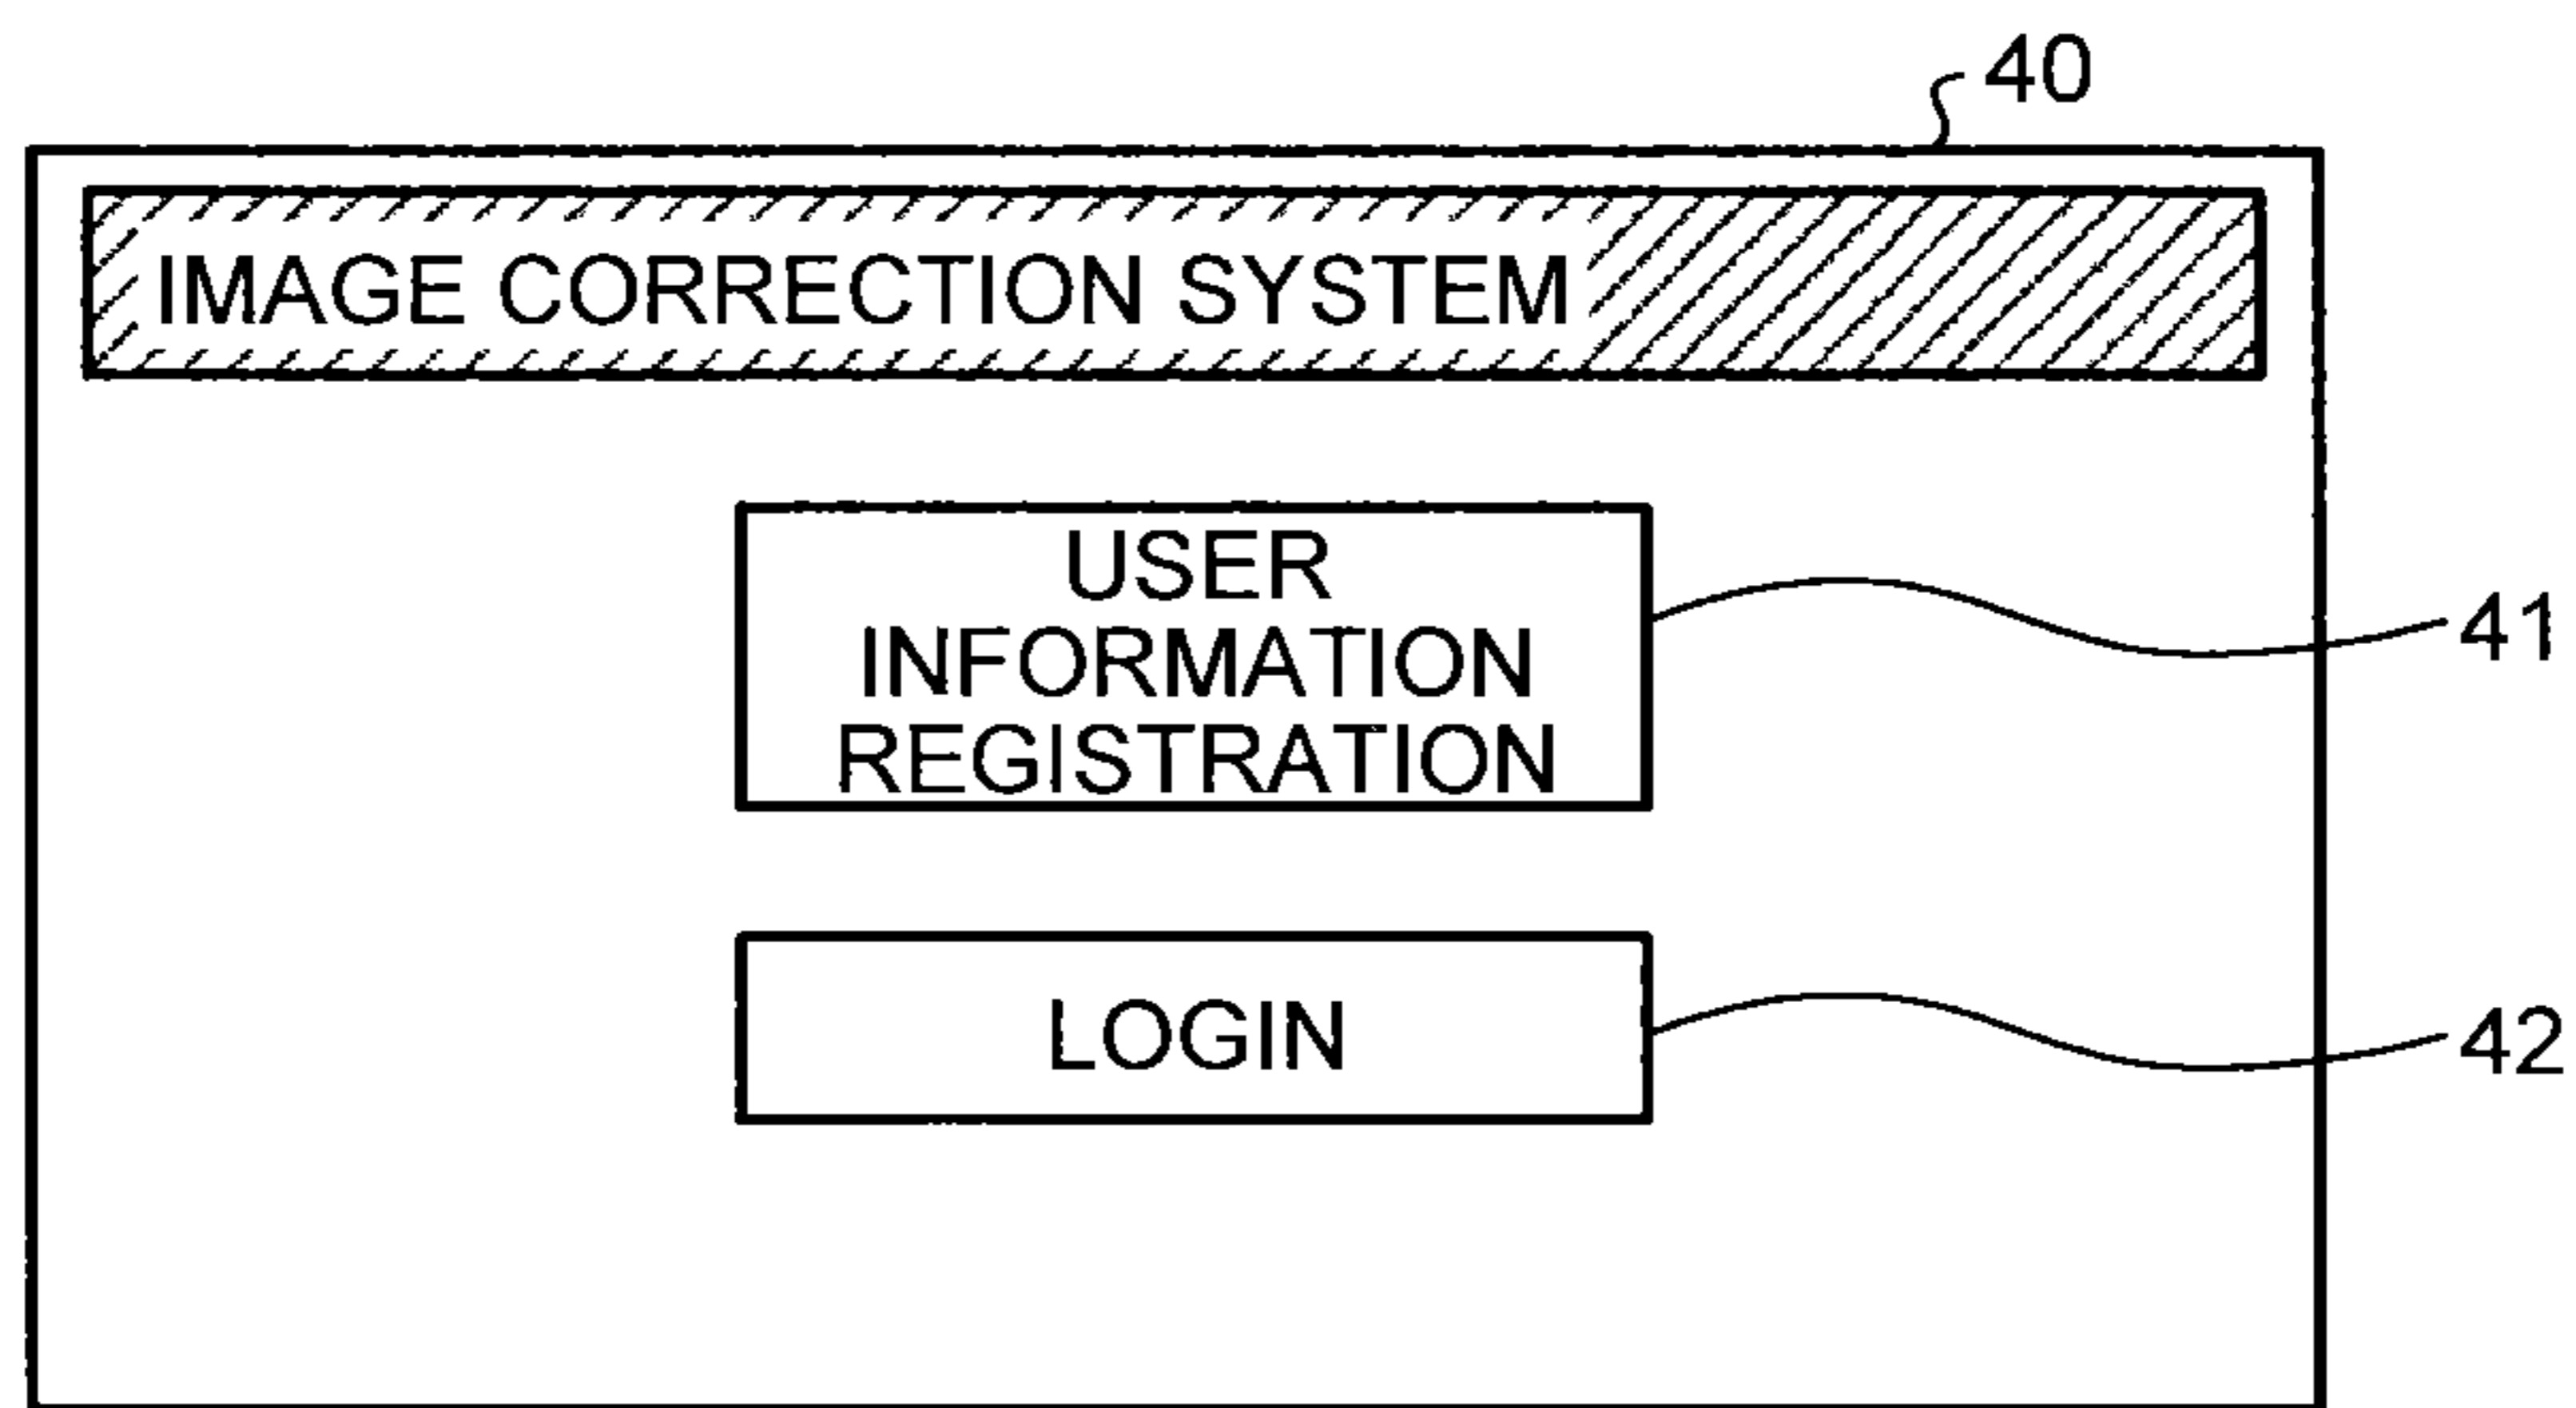 40
IMAGE CORRECTION SYSTEM
USER
INFORMATION
REGISTRATION
41
LOGIN
42